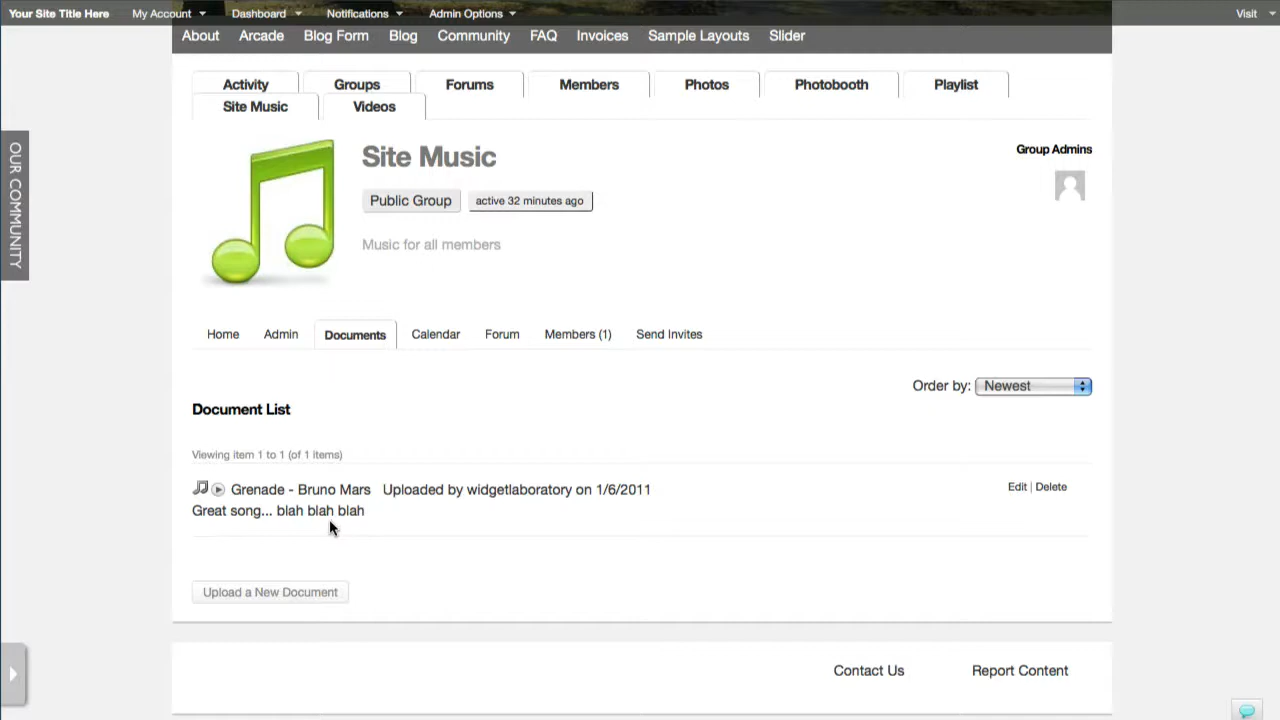 Your Site Title Here My Account Dashboard Notifications Admin Options Visit
About Arcade Blog Form Blog Community FAQ Invoices Sample Layouts Slider
Activity Groups Forums Members Photos Photobooth Playlist
Site Music Videos
OUR COMMUNITY
Site Music
Group Admins
Public Group active 32 minutes ago
Music for all members
Home Admin Documents Calendar Forum Members (1) Send Invites
Order by: Newest
Document List
Viewing item 1 to 1 (of 1 items)
Grenade - Bruno Mars Uploaded by widgetlaboratory on 1/6/2011 Edit | Delete
Great song... blah blah blah
Upload a New Document
Contact Us Report Content